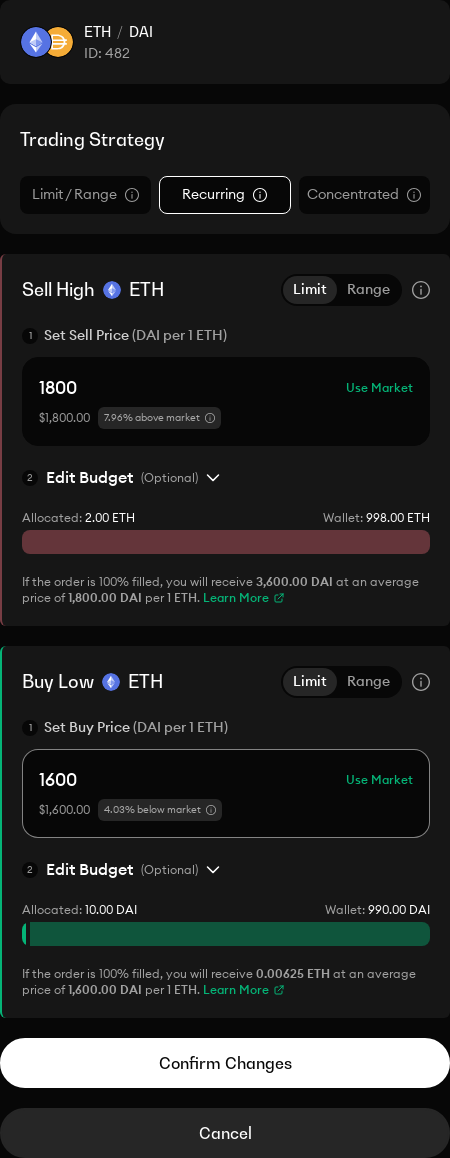 ETH / DAI
ID: 482
Trading Strategy
Limit / Range Recurring Concentrated
Sell High ETH Limit Range
1 Set Sell Price (DAI per 1 ETH)
1800 Use Market
$1,800.00 7.96% above market
2 Edit Budget (Optional)
Allocated: 2.00 ETH Wallet: 998.00 ETH
If the order is 100% filled, you will receive 3,600.00 DAI at an average
price of 1,800.00 DAI per 1 ETH. Learn More
Buy Low ETH Limit Range
1 Set Buy Price (DAI per 1 ETH)
1600 Use Market
$1,600.00 4.03% below market
2 Edit Budget (Optional)
Allocated: 10.00 DAI Wallet: 990.00 DAI
If the order is 100% filled, you will receive 0.00625 ETH at an average
price of 1,600.00 DAI per 1 ETH. Learn More
Confirm Changes
Cancel